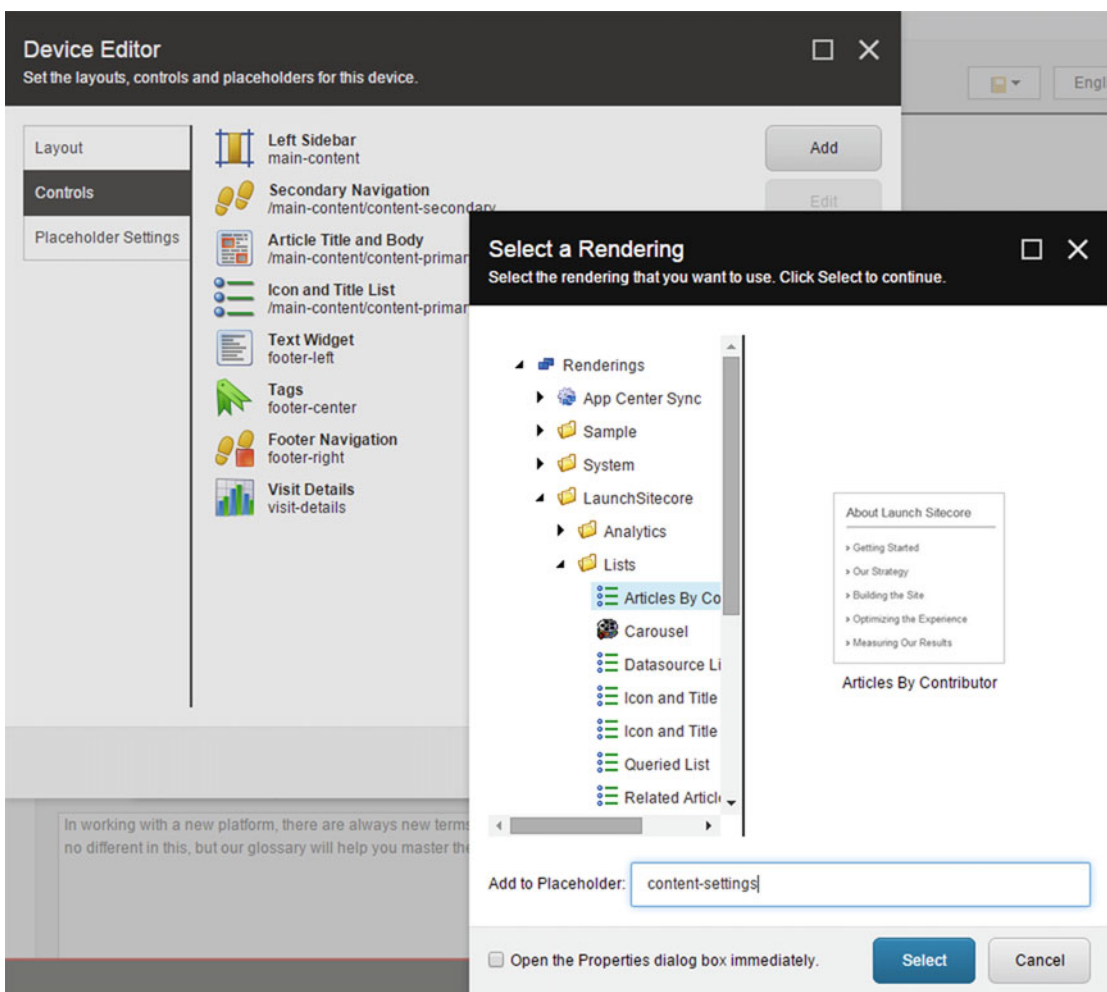 Device Editor
Set the layouts, controls and placeholders for this device.
Engl
Layout
Controls
Placeholder Settings
Left Sidebar
main-content
Secondary Navigation
/main-content/content-secondary
Article Title and Body
/main-content/content-primar
Icon and Title List
/main-content/content-primar
Text Widget
footer-left
Tags
footer-center
Footer Navigation
footer-right
Visit Details
visit-details
Add
Edit
Select a Rendering
Select the rendering that you want to use. Click Select to continue.
Renderings
App Center Sync
Sample
System
LaunchSitecore
Analytics
Lists
Articles By Co
Carousel
Datasource Li
Icon and Title
Icon and Title
Queried List
Related Articl
About Launch Sitecore
Getting Started
Our Strategy
Building the Site
Optimizing the Experience
Measuring Our Results
Articles By Contributor
In working with a new platform, there are always new terms
no different in this, but our glossary will help you master the
Add to Placeholder: content-settings
Open the Properties dialog box immediately.
Select
Cancel